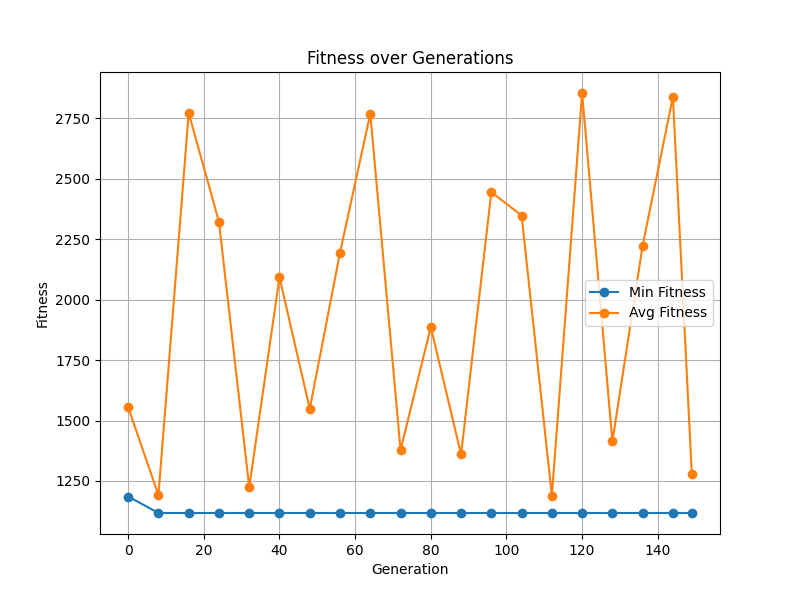 Fitness over Generations
2750
2500
2250
2000
1750
1500
1250
Fitness
Min Fitness
Avg Fitness
0 20 40 60 80 100 120 140
Generation